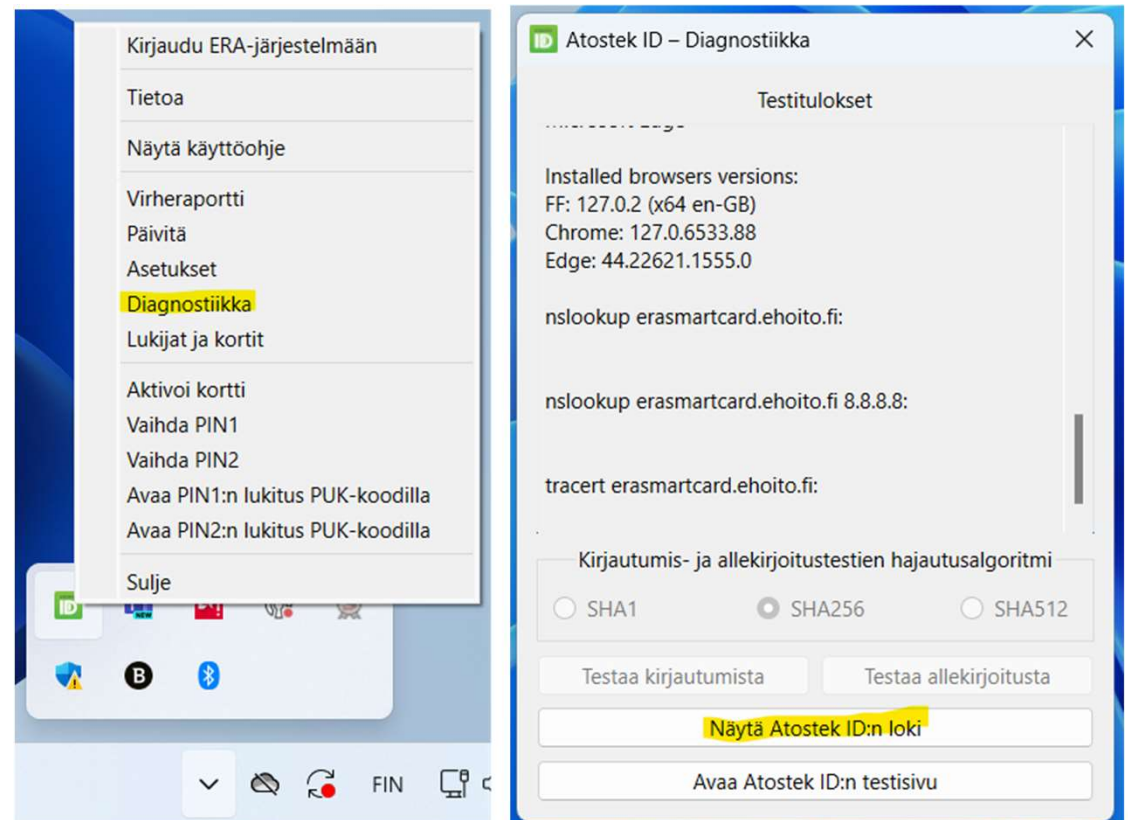 Kirjaudu ERA-järjestelmään
Tietoa
Näytä käyttöohje
Virheraportti
Päivitä
Asetukset
Diagnostiikka
Lukijat ja kortit
Aktivoi kortti
Vaihda PIN1
Vaihda PIN2
Avaa PIN1:n lukitus PUK-koodilla
Avaa PIN2:n lukitus PUK-koodilla
Sulje
ID
NEW
B
FIN
ID Atostek ID – Diagnostiikka
Testitulokset
Installed browsers versions:
FF: 127.0.2 (x64 en-GB)
Chrome: 127.0.6533.88
Edge: 44.22621.1555.0
nslookup erasmartcard.ehoito.fi:
nslookup erasmartcard.ehoito.fi 8.8.8.8:
tracert erasmartcard.ehoito.fi:
Kirjautumis- ja allekirjoitustestien hajautusalgoritmi
SHA1 SHA256 SHA512
Testaa kirjautumista Testaa allekirjoitusta
Näytä Atostek ID:n loki
Avaa Atostek ID:n testisivu